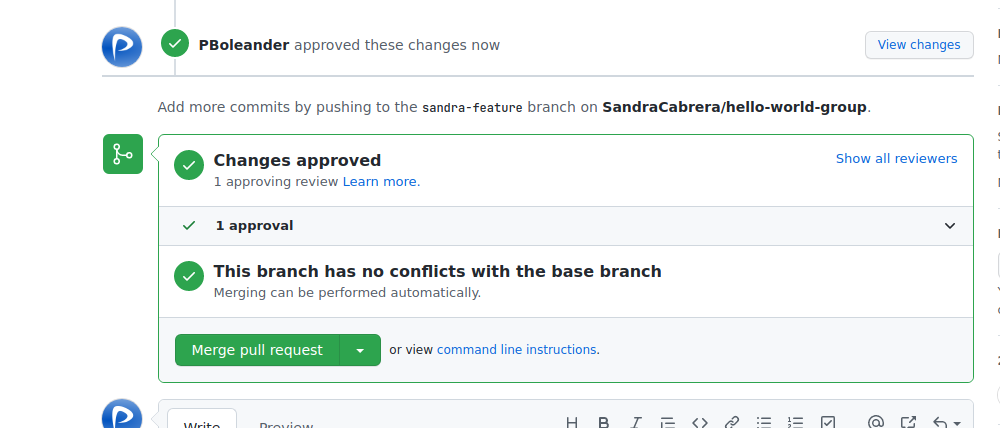 PBoleander approved these changes now
View changes
Add more commits by pushing to the sandra-feature branch on SandraCabrera/hello-world-group.
Changes approved
Show all reviewers
1 approving review Learn more.
1 approval
This branch has no conflicts with the base branch
Merging can be performed automatically.
Merge pull request
or view command line instructions.
Write
Preview